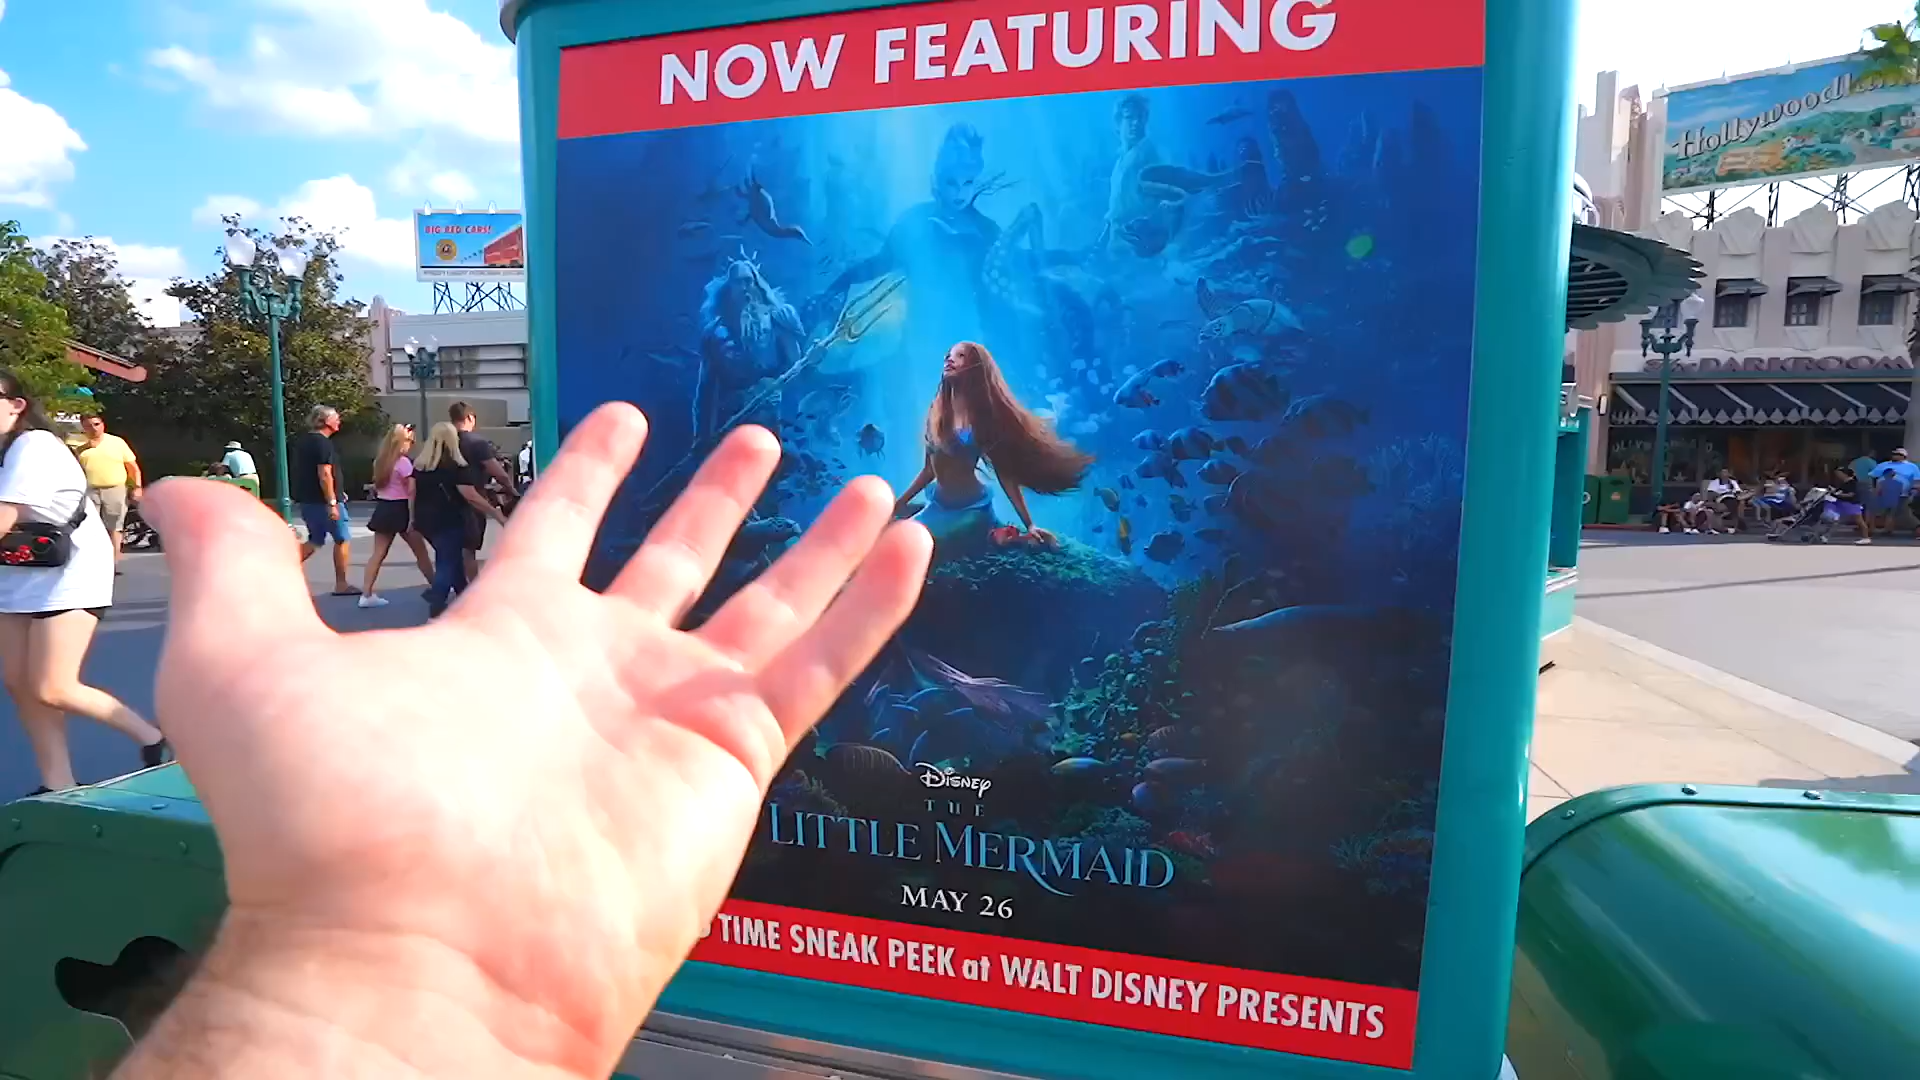 NOW FEATURING
BIG RED CARS!
Hollywoodla
DARKROOM
DISNEY
THE
LITTLE MERMAID
MAY 26
TIME SNEAK PEEK at WALT DISNEY PRESENTS